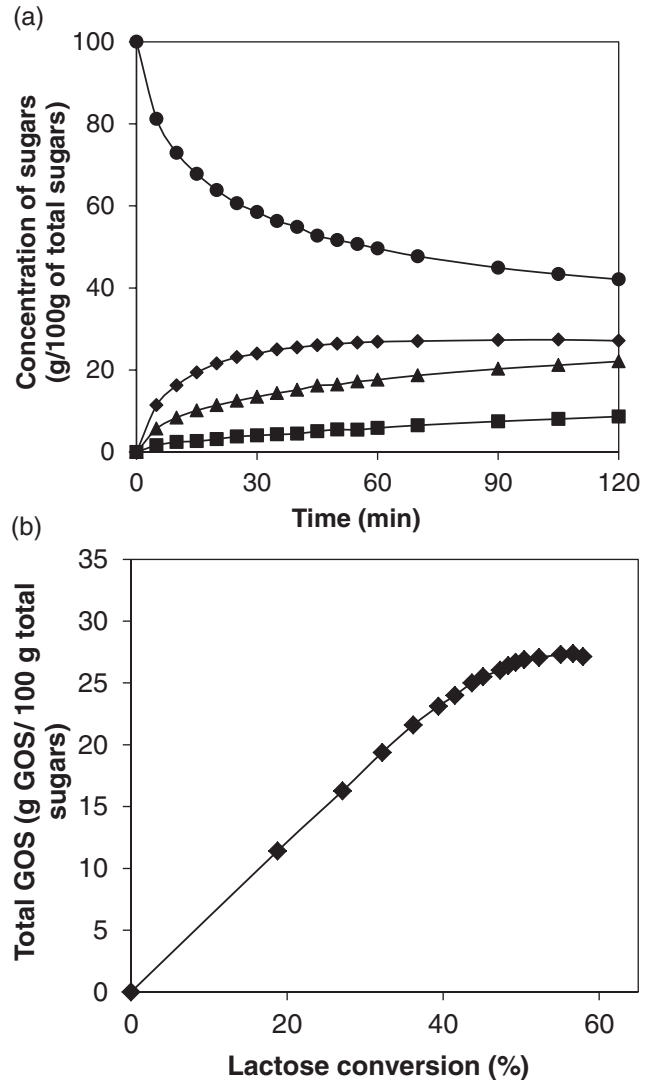 (a)
Concentration of sugars
(g/100g of total sugars)
100
80
60
40
20
0
0 30 60 90 120
Time (min)
(b)
Total GOS (g GOS/ 100 g total
sugars)
35
30
25
20
15
10
5
0
0 20 40 60
Lactose conversion (%)